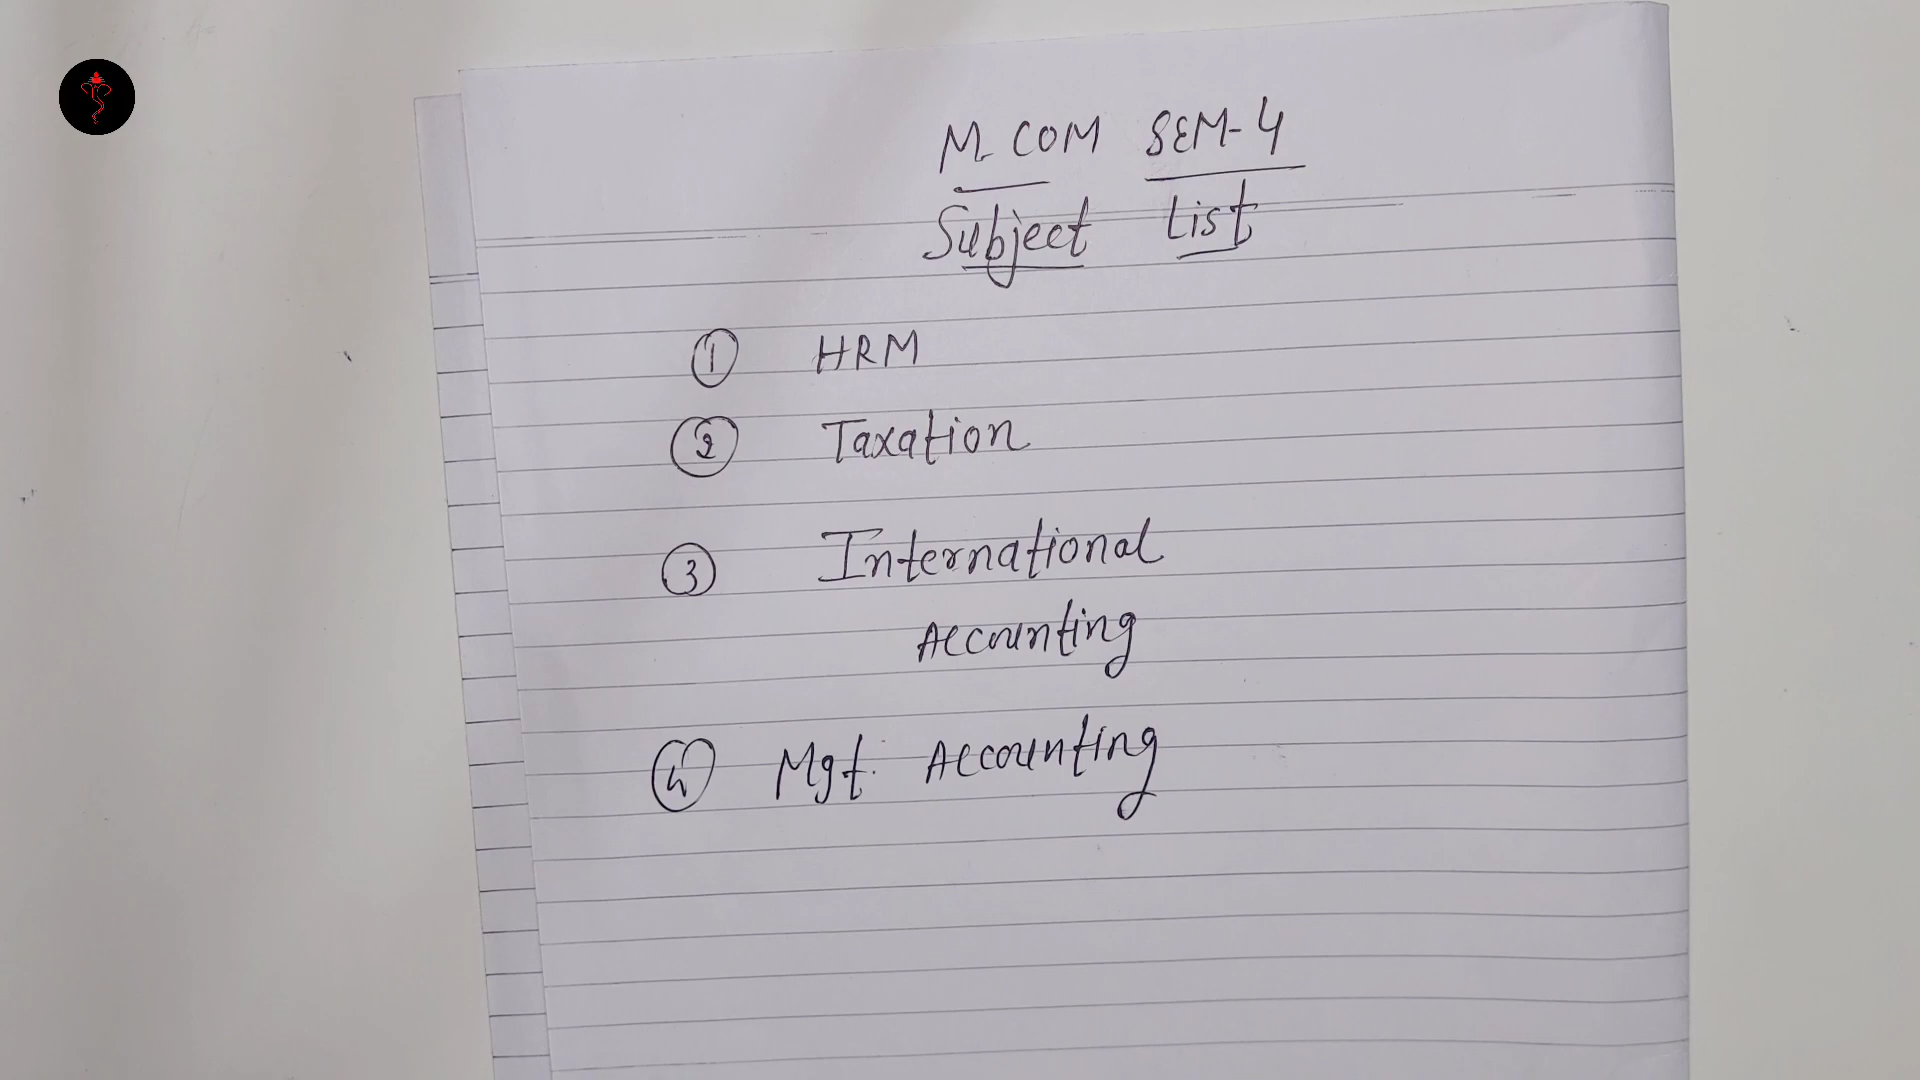 M. COM SEM-4
Subject List
1 HRM
2 Taxation
3 International
Accounting
4 Mgt. Accounting